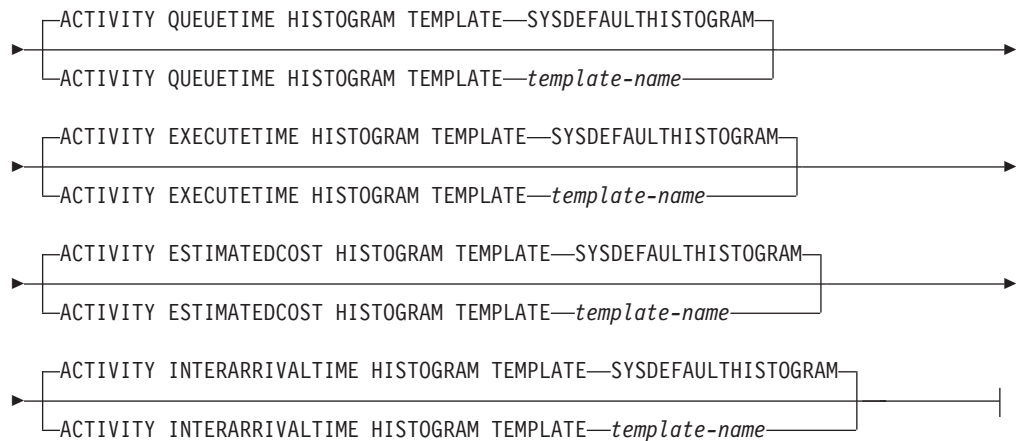 ACTIVITY QUEUETIME HISTOGRAM TEMPLATE SYSDEFAULTHISTOGRAM
ACTIVITY QUEUETIME HISTOGRAM TEMPLATE template-name
ACTIVITY EXECUTETIME HISTOGRAM TEMPLATE SYSDEFAULTHISTOGRAM
ACTIVITY EXECUTETIME HISTOGRAM TEMPLATE template-name
ACTIVITY ESTIMATEDCOST HISTOGRAM TEMPLATE SYSDEFAULTHISTOGRAM
ACTIVITY ESTIMATEDCOST HISTOGRAM TEMPLATE template-name
ACTIVITY INTERARRIVALTIME HISTOGRAM TEMPLATE SYSDEFAULTHISTOGRAM
ACTIVITY INTERARRIVALTIME HISTOGRAM TEMPLATE template-name